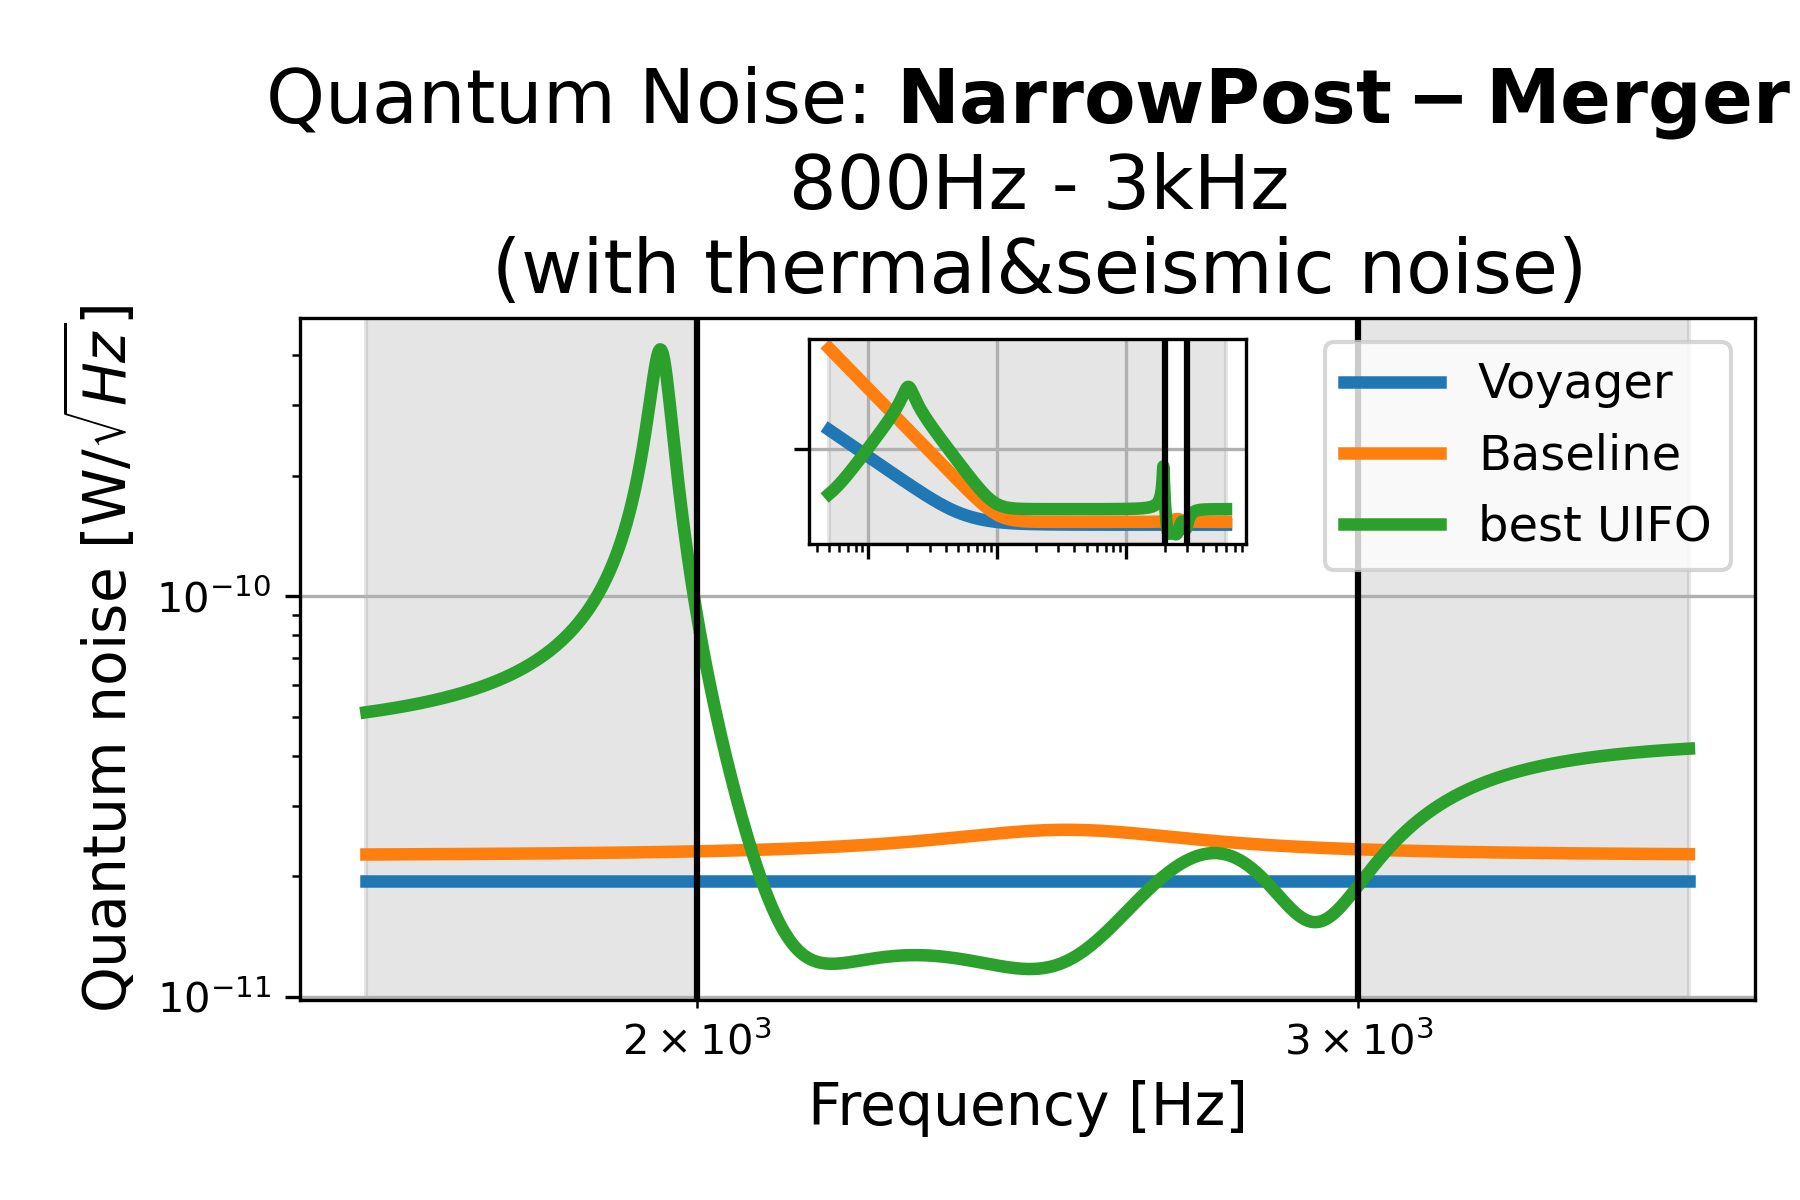 Quantum Noise: NarrowPost − Merger
800Hz - 3kHz
(with thermal&seismic noise)
Quantum noise [W/√Hz]
10⁻¹⁰
10⁻¹¹
Voyager
Baseline
best UIFO
2 × 10³
3 × 10³
Frequency [Hz]